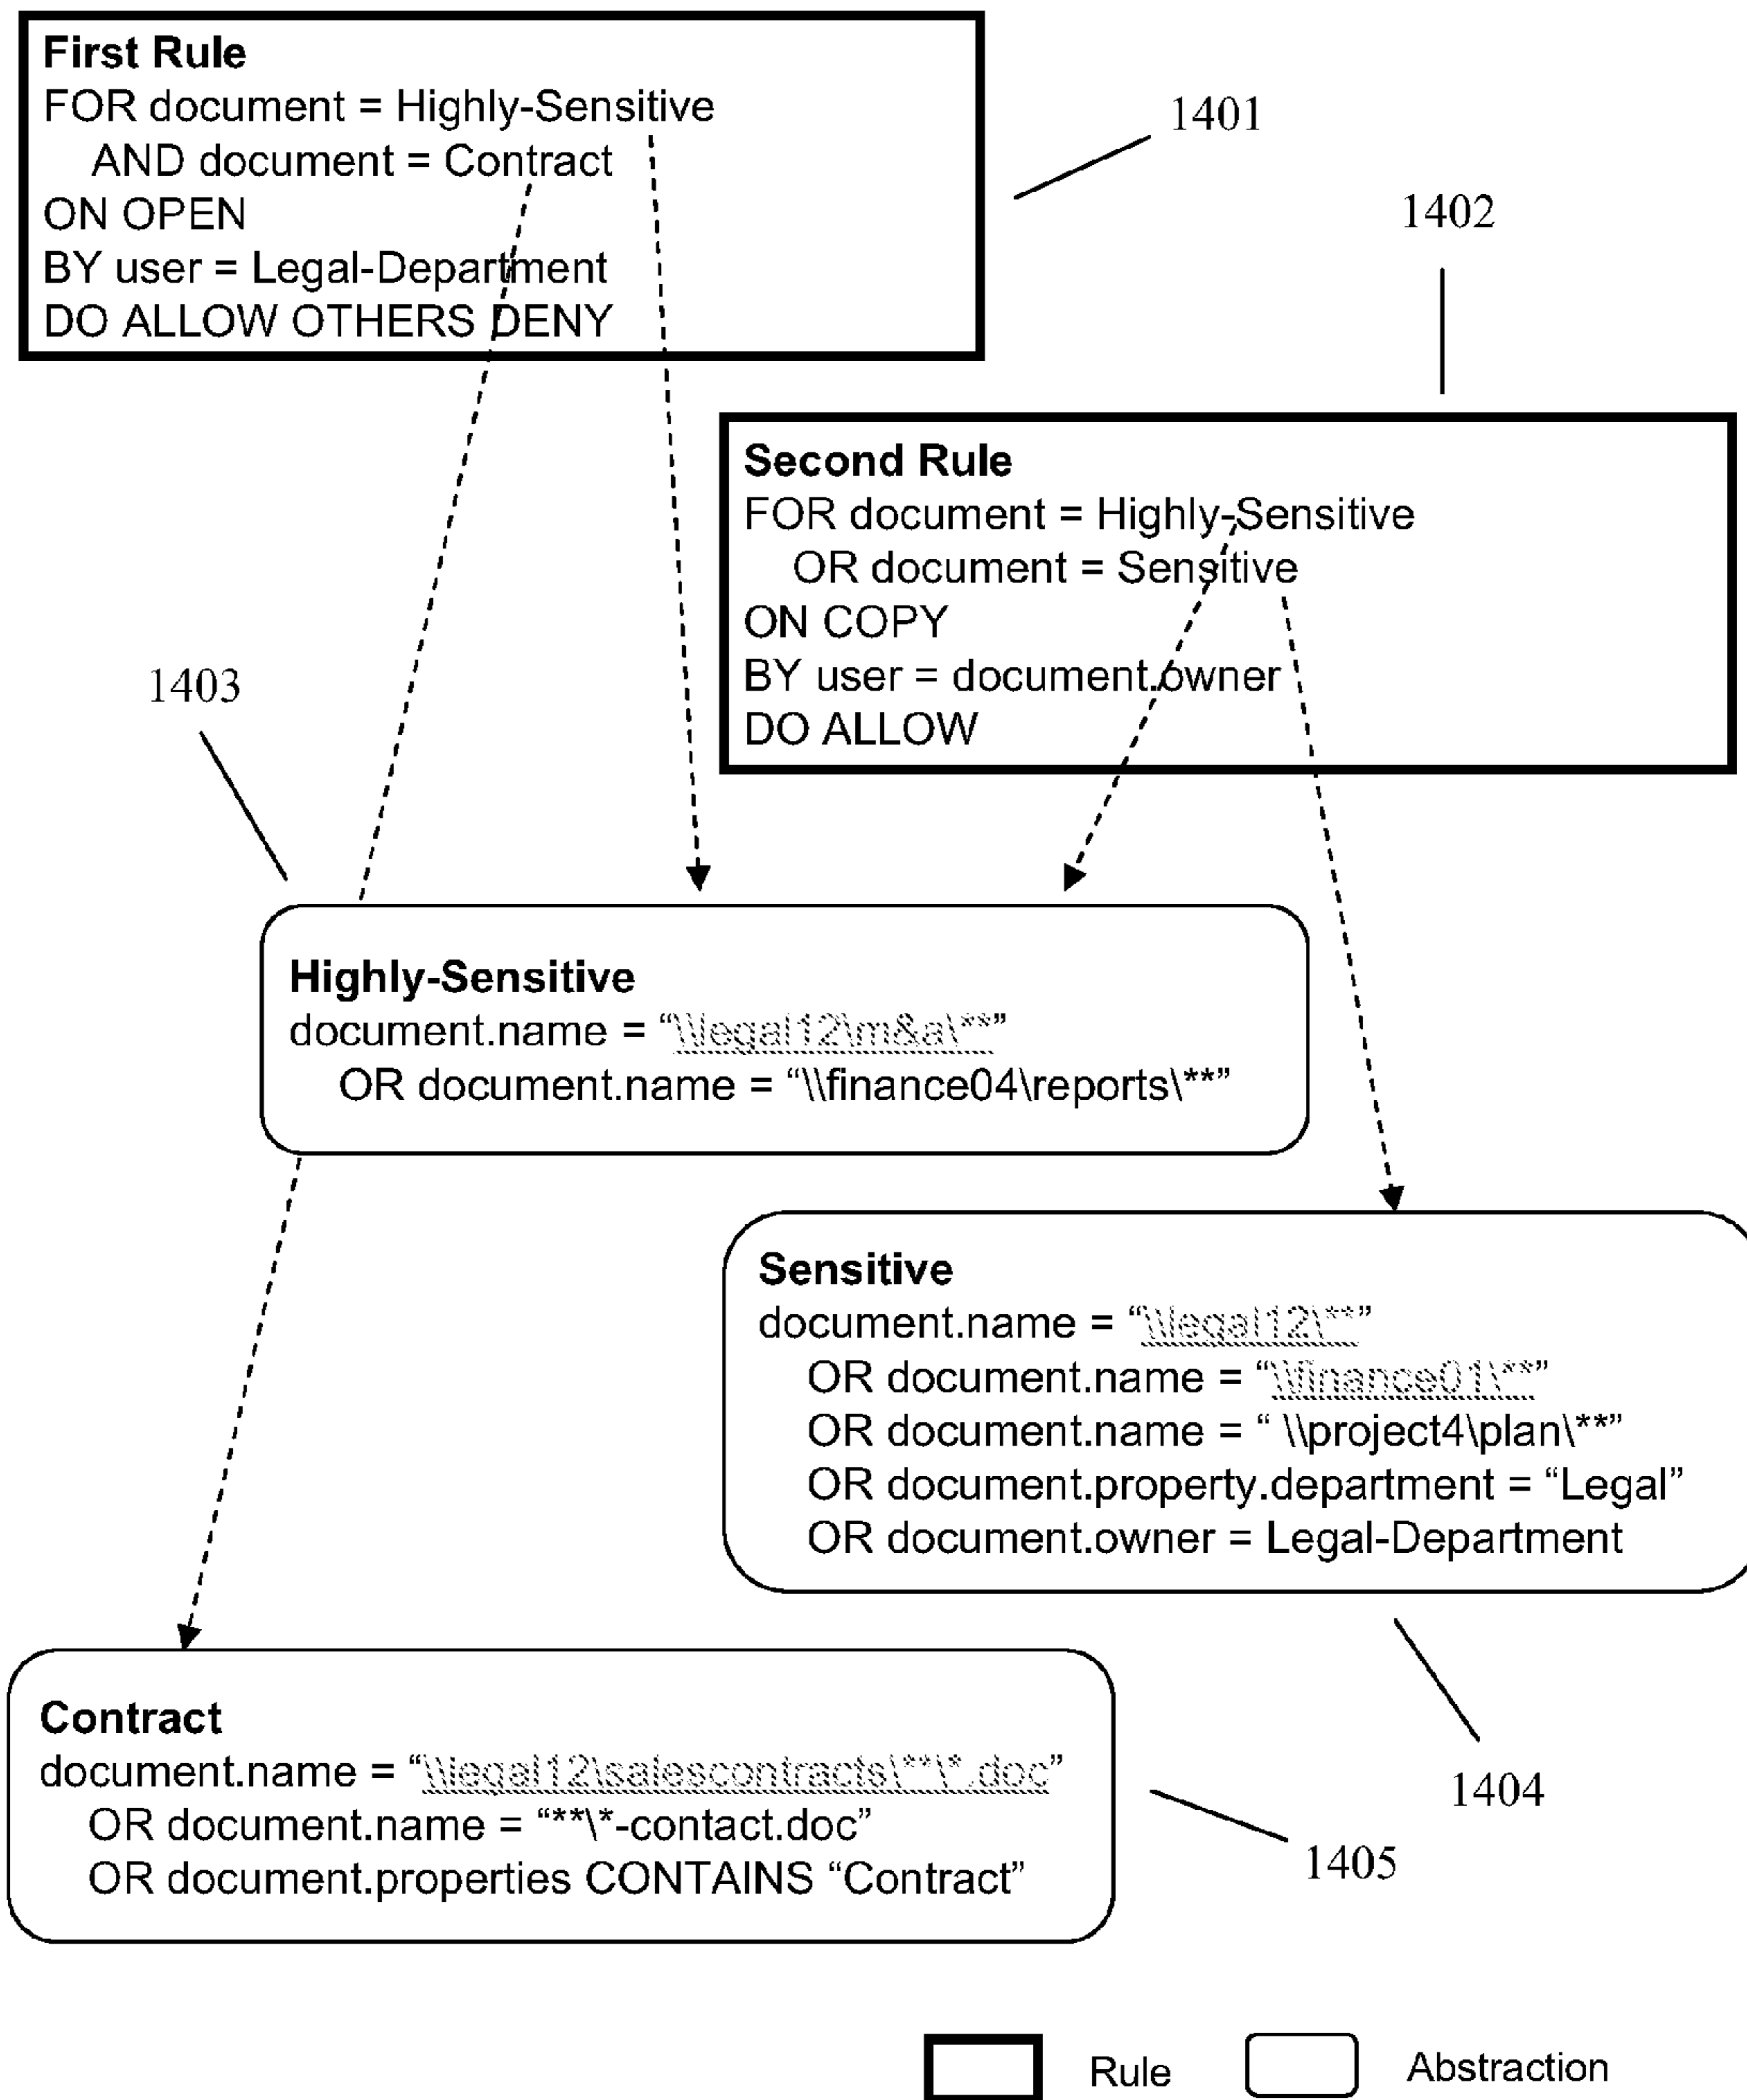 First Rule
FOR document = Highly-Sensitive
AND document = Contract
ON OPEN
BY user = Legal-Department
DO ALLOW OTHERS DENY
1401
1402
Second Rule
FOR document = Highly-Sensitive
OR document = Sensitive
ON COPY
BY user = document.owner
DO ALLOW
1403
Highly-Sensitive
document.name = “\\legal12\m&a\**”
OR document.name = “\\finance04\reports\**”
Sensitive
document.name = “\\legal12\**”
OR document.name = “\\finance01\**”
OR document.name = “ \\project4\plan\**”
OR document.property.department = “Legal”
OR document.owner = Legal-Department
1404
Contract
document.name = “\\legal12\salescontracts\**\*.doc”
OR document.name = “**\*-contact.doc”
OR document.properties CONTAINS “Contract”
1405
Rule Abstraction